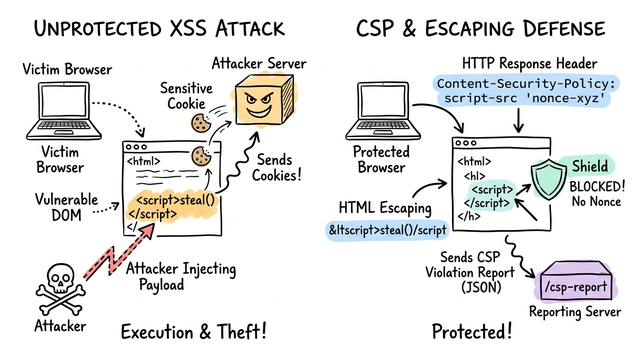 UNPROTECTED XSS ATTACK
Victim Browser
Victim
Browser
Sensitive
Cookie
Attacker Server
Sends
Cookies!
<html>
<script>steal()
</script>
</
Vulnerable
DOM
Attacker Injecting
Payload
Attacker
Execution & Theft!
CSP & ESCAPING DEFENSE
HTTP Response Header
Content-Security-Policy:
script-src 'nonce-xyz'
Protected
Browser
<html>
<hl>
<script>
</script>
</h>
Shield
BLOCKED!
No Nonce
HTML Escaping
&ltscript>steal()/script
Sends CSP
Violation Report
(JSON)
/csp-report
Reporting Server
Protected!